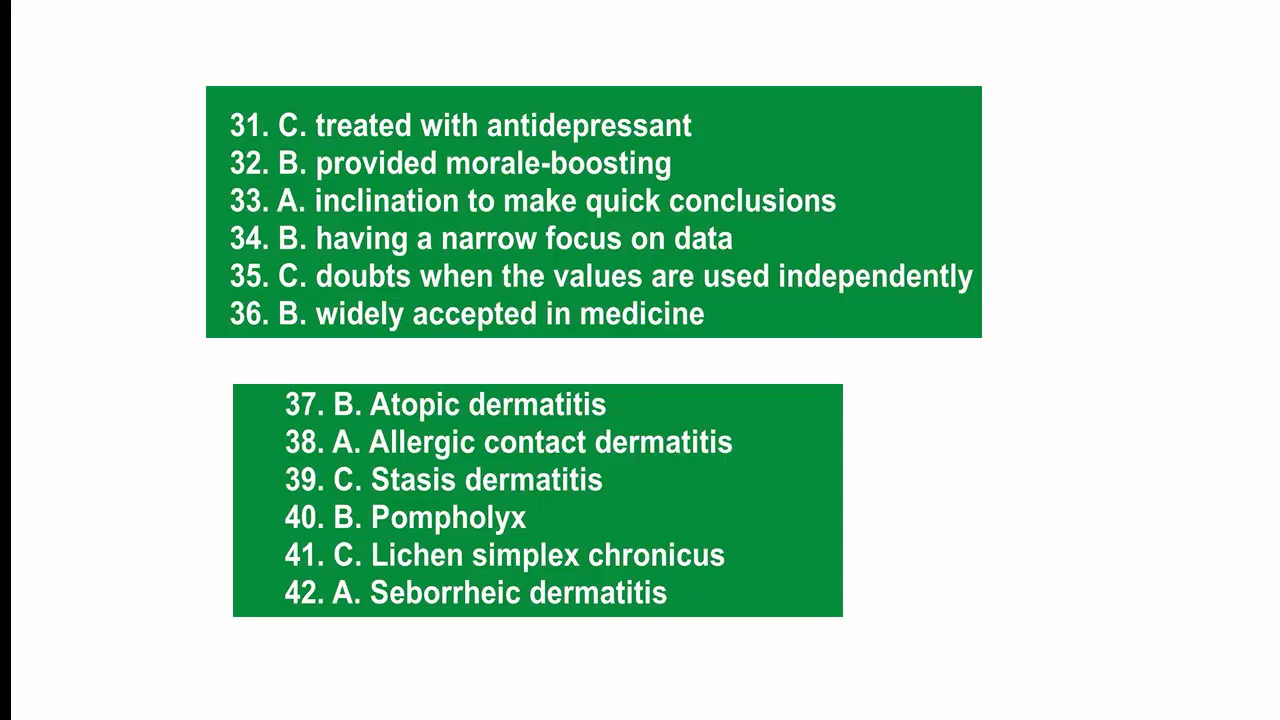 31. C. treated with antidepressant
32. B. provided morale-boosting
33. A. inclination to make quick conclusions
34. B. having a narrow focus on data
35. C. doubts when the values are used independently
36. B. widely accepted in medicine
37. B. Atopic dermatitis
38. A. Allergic contact dermatitis
39. C. Stasis dermatitis
40. B. Pompholyx
41. C. Lichen simplex chronicus
42. A. Seborrheic dermatitis